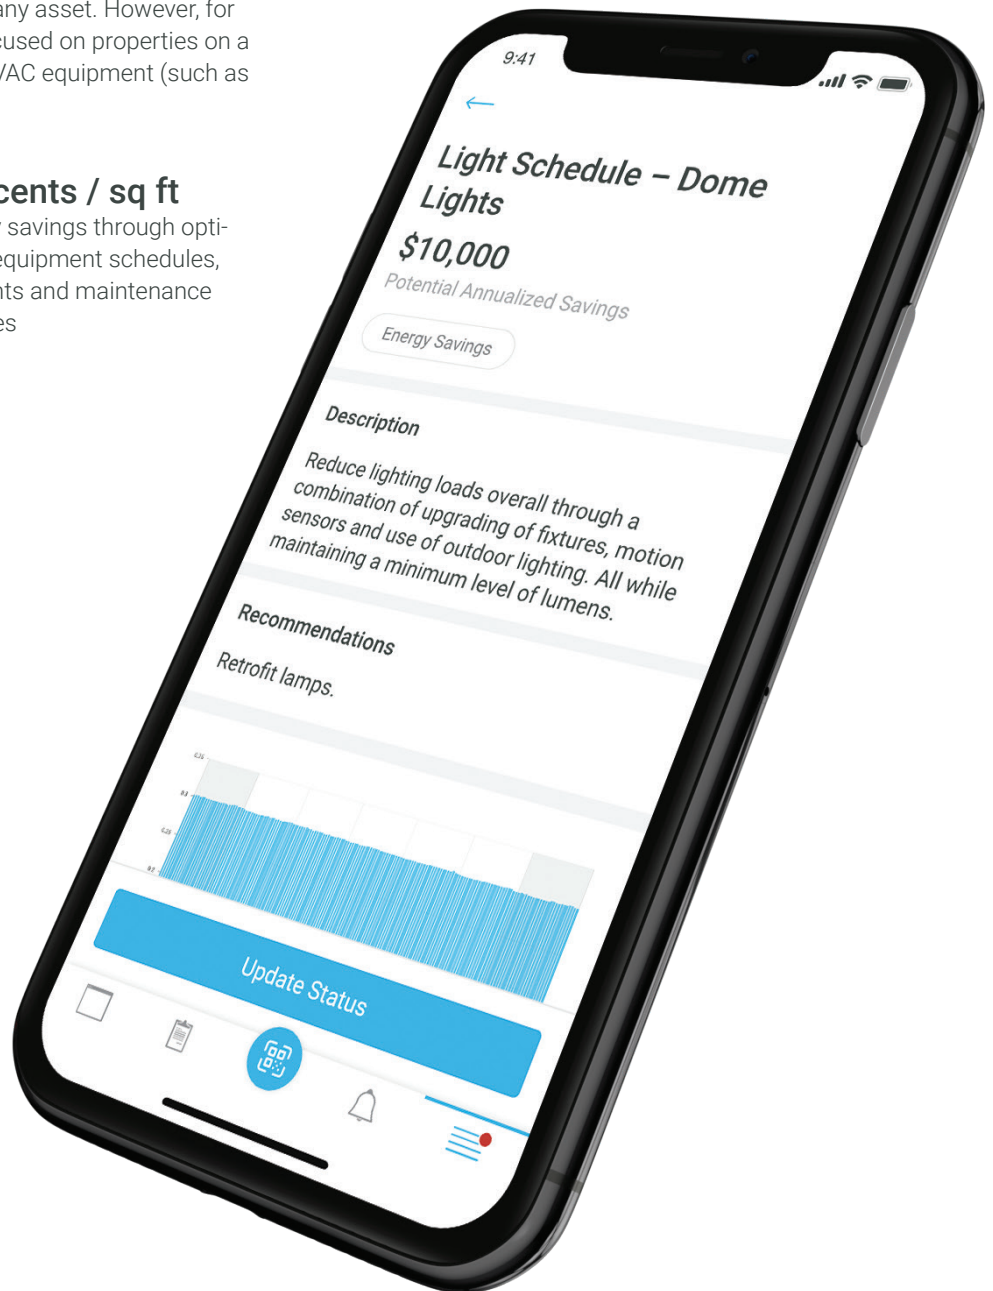 any asset. However, for
cused on properties on a
VAC equipment (such as
cents / sq ft
savings through opti-
equipment schedules,
nts and maintenance
es
9:41
Light Schedule – Dome
Lights
$10,000
Potential Annualized Savings
Energy Savings
Description
Reduce lighting loads overall through a
combination of upgrading of fixtures, motion
sensors and use of outdoor lighting. All while
maintaining a minimum level of lumens.
Recommendations
Retrofit lamps.
Update Status